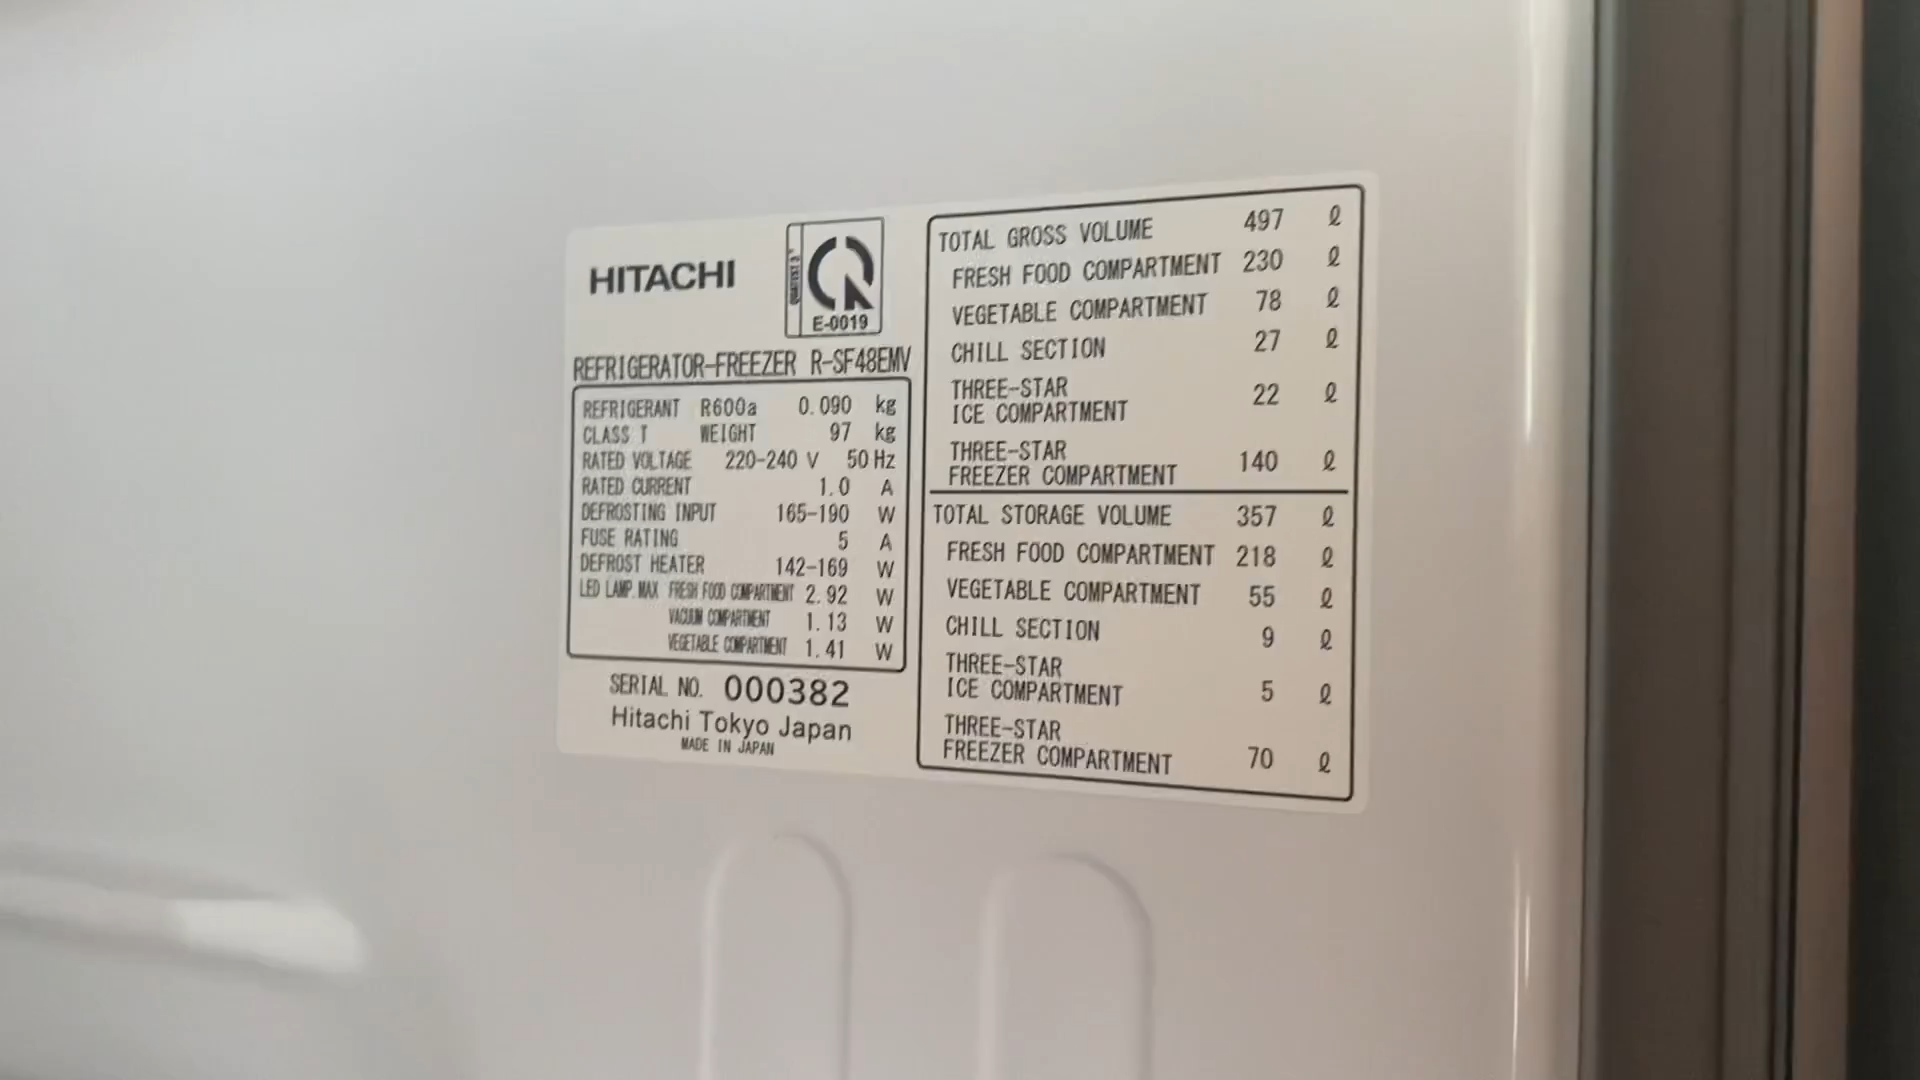 HITACHI
QUATEST 3
E-0019
REFRIGERATOR-FREEZER R-SF48EMV
REFRIGERANT R600a 0.090 kg
CLASS T WEIGHT 97 kg
RATED VOLTAGE 220-240 V 50 Hz
RATED CURRENT 1.0 A
DEFROSTING INPUT 165-190 W
FUSE RATING 5 A
DEFROST HEATER 142-169 W
LED LAMP. MAX FRESH FOOD COMPARTMENT 2.92 W
VACUUM COMPARTMENT 1.13 W
VEGETABLE COMPARTMENT 1.41 W
SERIAL NO. 000382
Hitachi Tokyo Japan
MADE IN JAPAN
TOTAL GROSS VOLUME 497 ℓ
FRESH FOOD COMPARTMENT 230 ℓ
VEGETABLE COMPARTMENT 78 ℓ
CHILL SECTION 27 ℓ
THREE-STAR
ICE COMPARTMENT 22 ℓ
THREE-STAR
FREEZER COMPARTMENT 140 ℓ
TOTAL STORAGE VOLUME 357 ℓ
FRESH FOOD COMPARTMENT 218 ℓ
VEGETABLE COMPARTMENT 55 ℓ
CHILL SECTION 9 ℓ
THREE-STAR
ICE COMPARTMENT 5 ℓ
THREE-STAR
FREEZER COMPARTMENT 70 ℓ